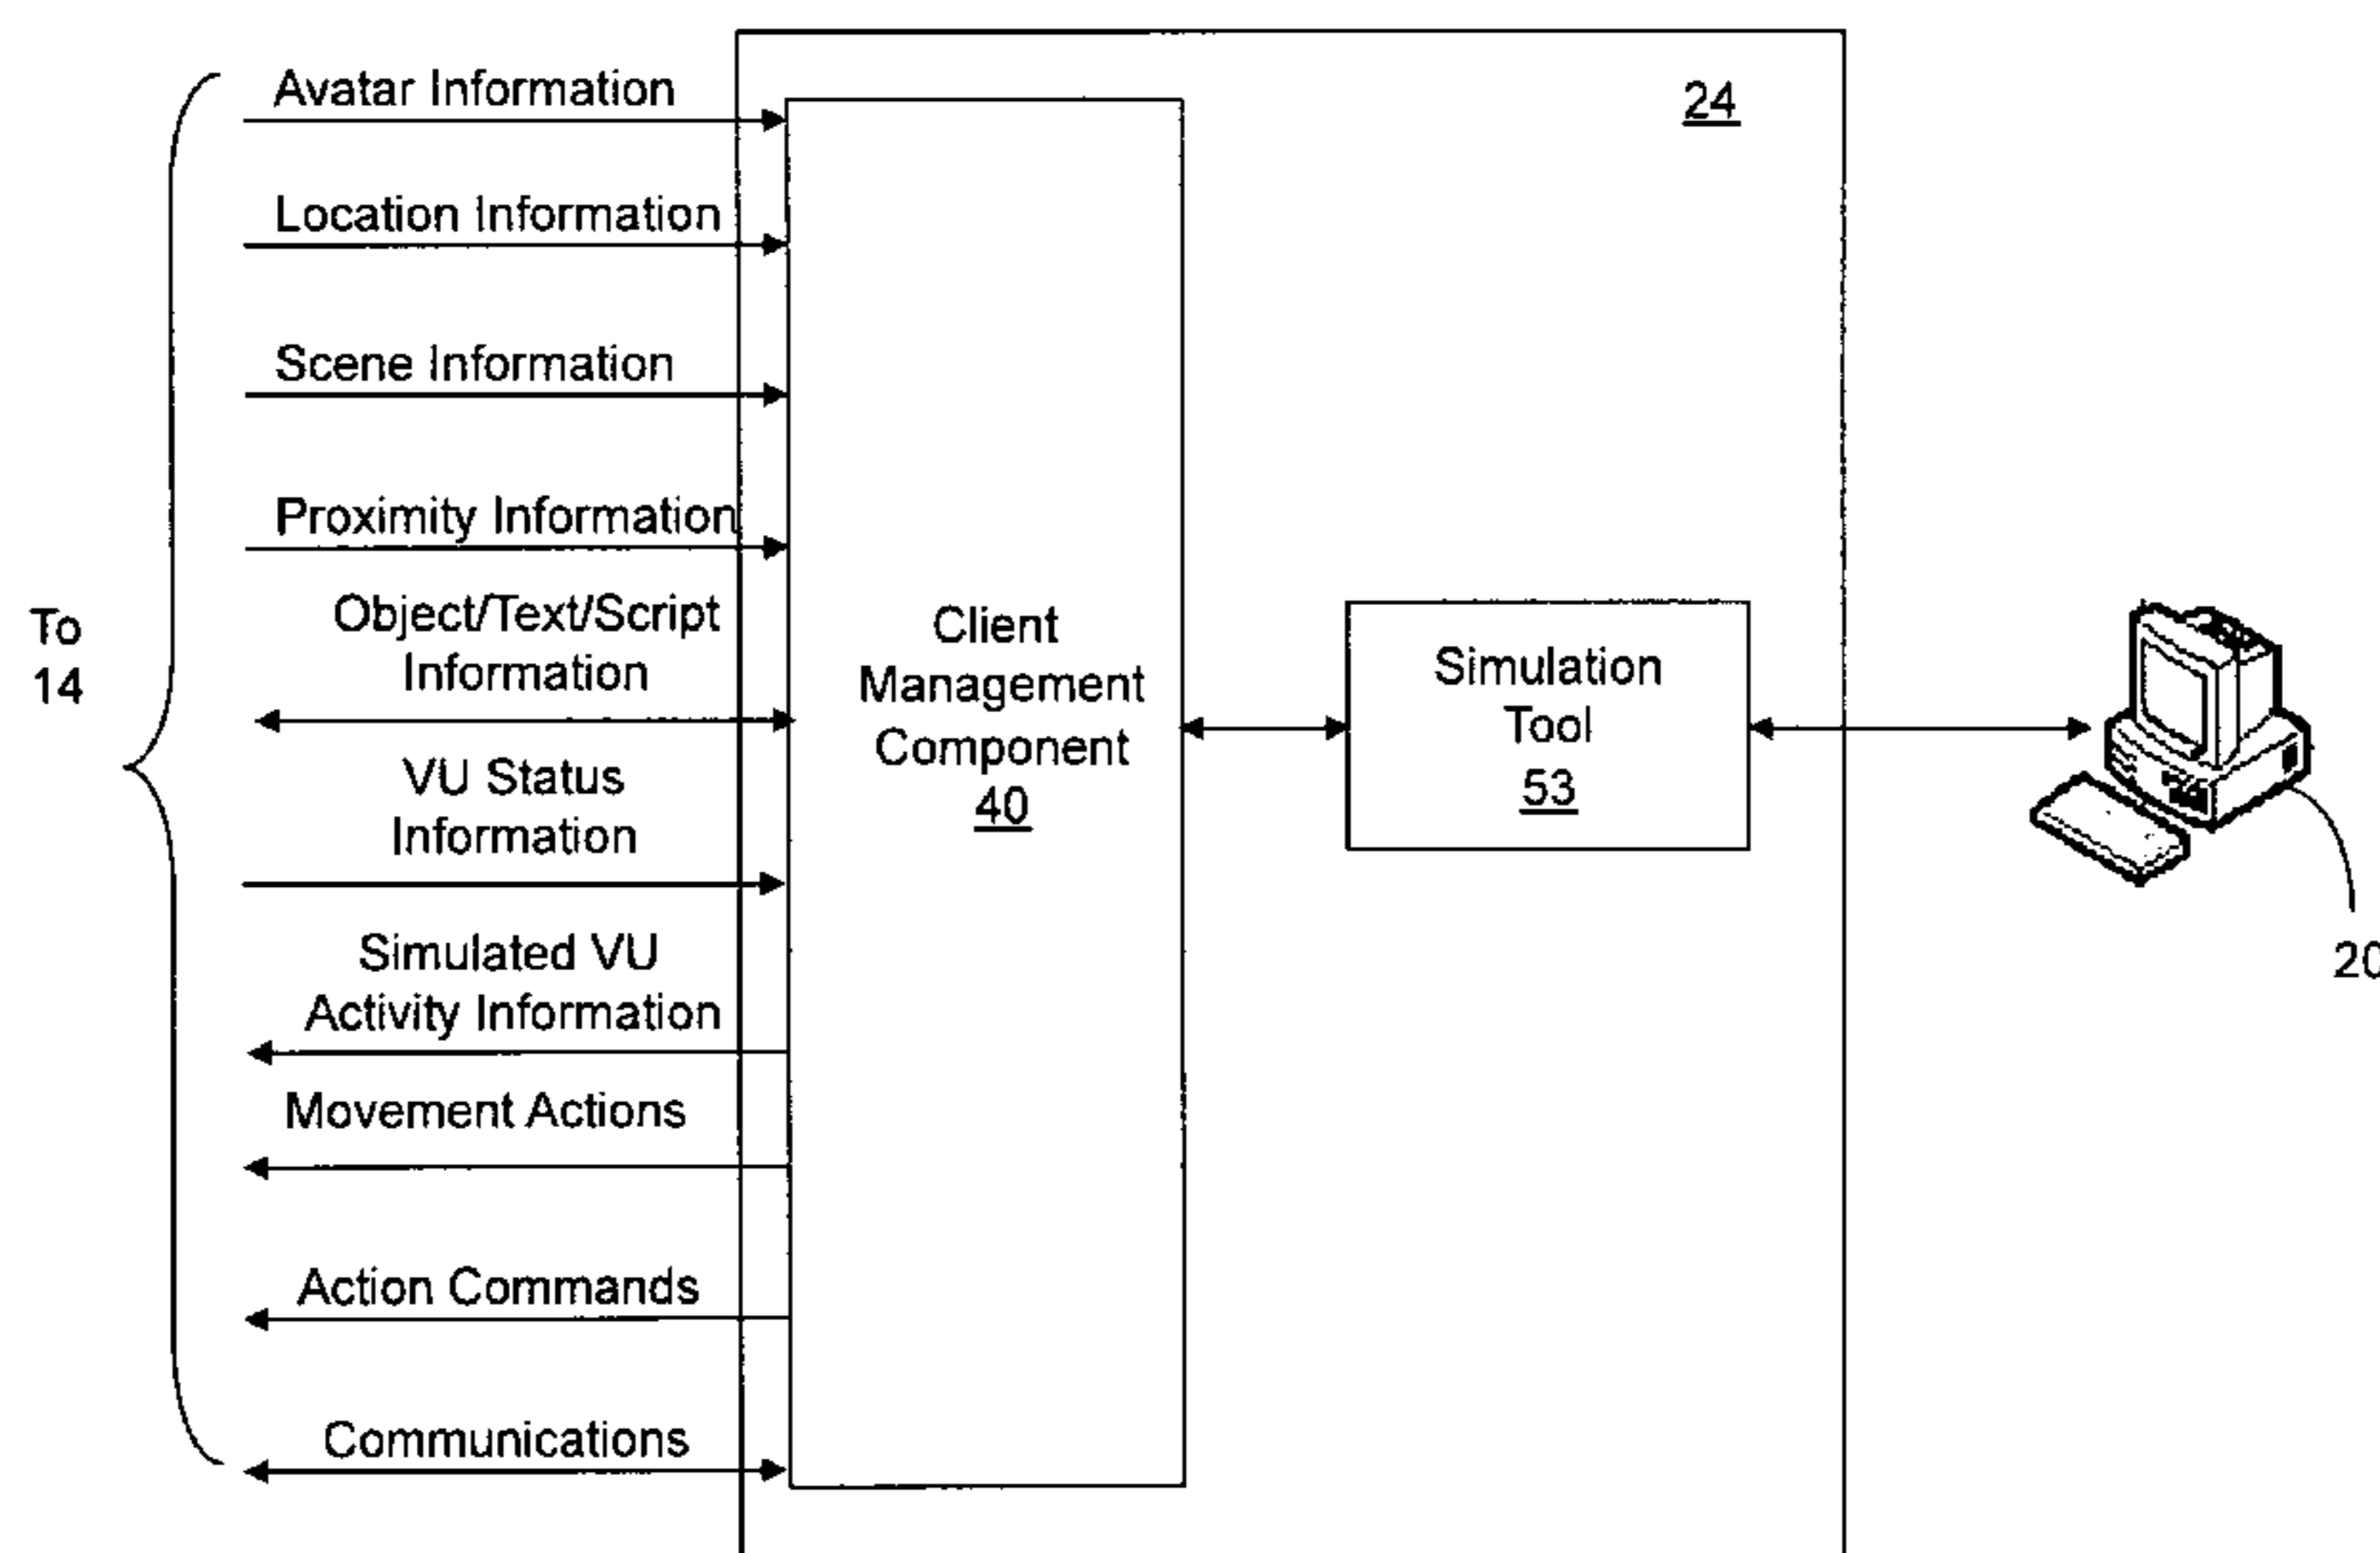 Avatar Information
24
Location Information
Scene Information
Proximity Information
To
14
Object/Text/Script
Information
VU Status
Information
Simulated VU
Activity Information
Movement Actions
Action Commands
Communications
Client
Management
Component
40
Simulation
Tool
53
20